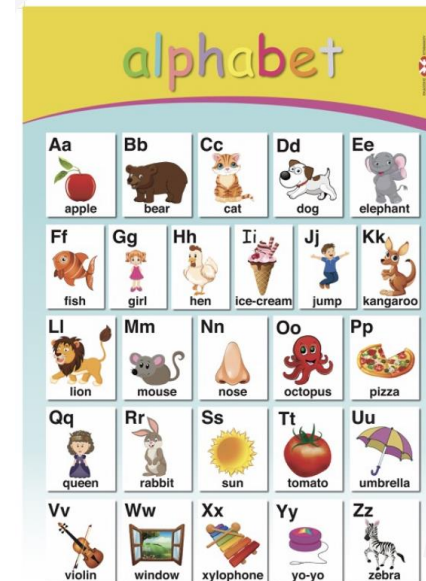 alphabet
Aa Bb Cc Dd Ee
apple bear cat dog elephant
Ff Gg Hh Ii Jj Kk
fish girl hen ice-cream jump kangaroo
Ll Mm Nn Oo Pp
lion mouse nose octopus pizza
Qq Rr Ss Tt Uu
queen rabbit sun tomato umbrella
Vv Ww Xx Yy Zz
violin window xylophone yo-yo zebra